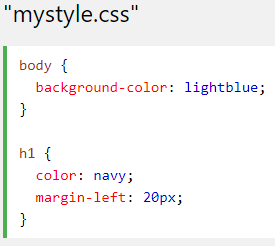 "mystyle.css"
body {
  background-color: lightblue;
}

h1 {
  color: navy;
  margin-left: 20px;
}